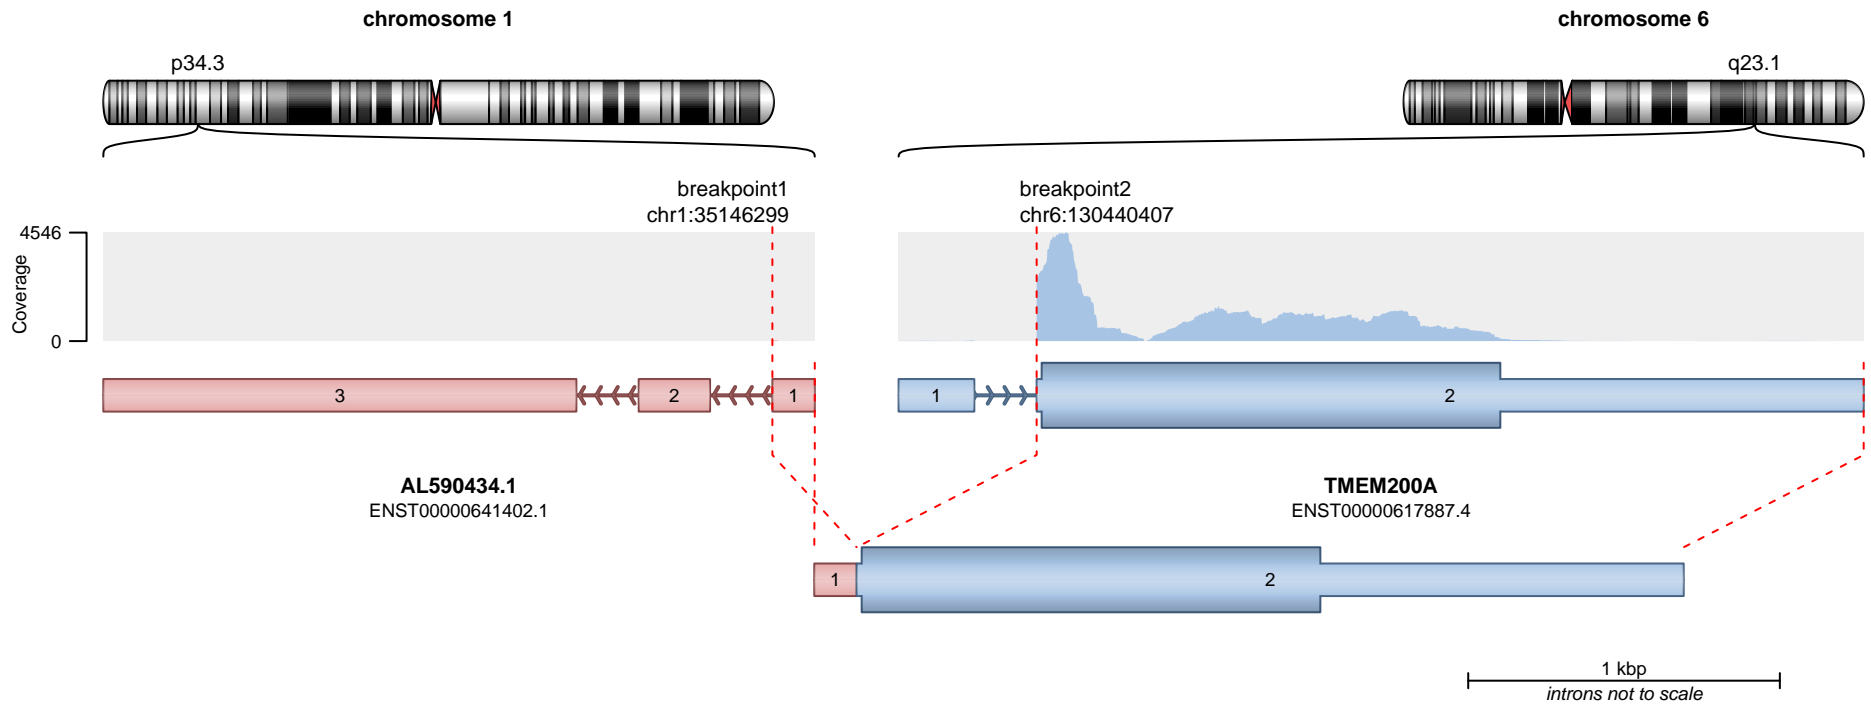 chromosome 1
chromosome 6
p34.3
q23.1
breakpoint1
chr1:35146299
breakpoint2
chr6:130440407
4546
Coverage
0
3
2
1
1
2
AL590434.1
ENST00000641402.1
TMEM200A
ENST00000617887.4
1
2
1 kbp
introns not to scale